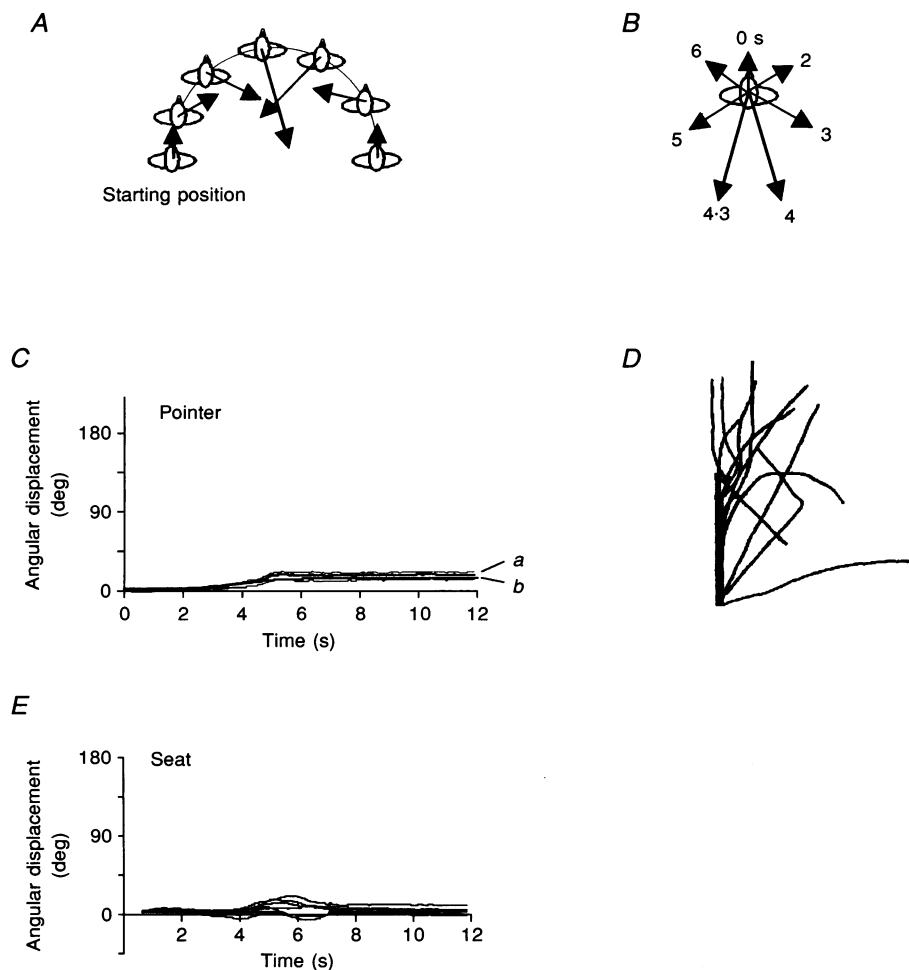 A
B
0 s
6
2
5
3
4·3
4
Starting position
C
Pointer
Angular displacement
(deg)
180
90
0
a
b
0 2 4 6 8 10 12
Time (s)
D
E
Seat
Angular displacement
(deg)
180
90
0
2 4 6 8 10 12
Time (s)